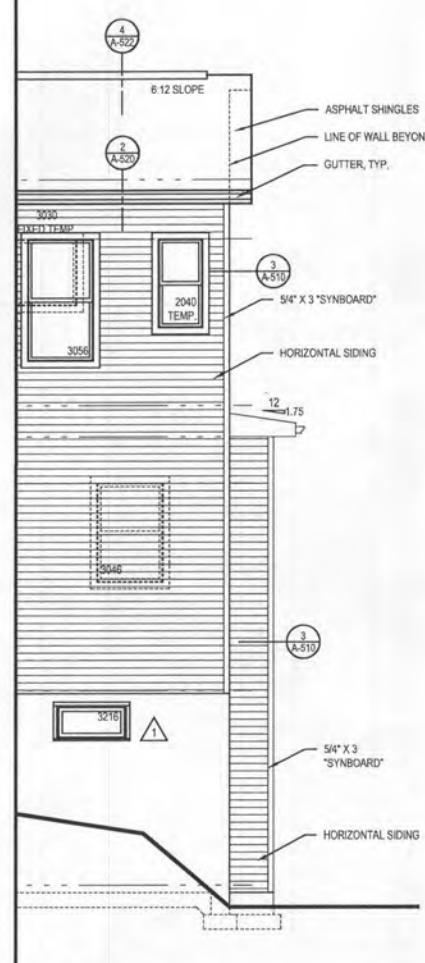 4
A-522
6:12 SLOPE
ASPHALT SHINGLES
LINE OF WALL BEYON
2
A-520
GUTTER, TYP.
3030
FIXED TEMP
3
A-510
2040
TEMP.
5/4" X 3 "SYNBOARD"
3056
HORIZONTAL SIDING
12
1.75
3046
3
A-510
3216
1
5/4" X 3
"SYNBOARD"
HORIZONTAL SIDING